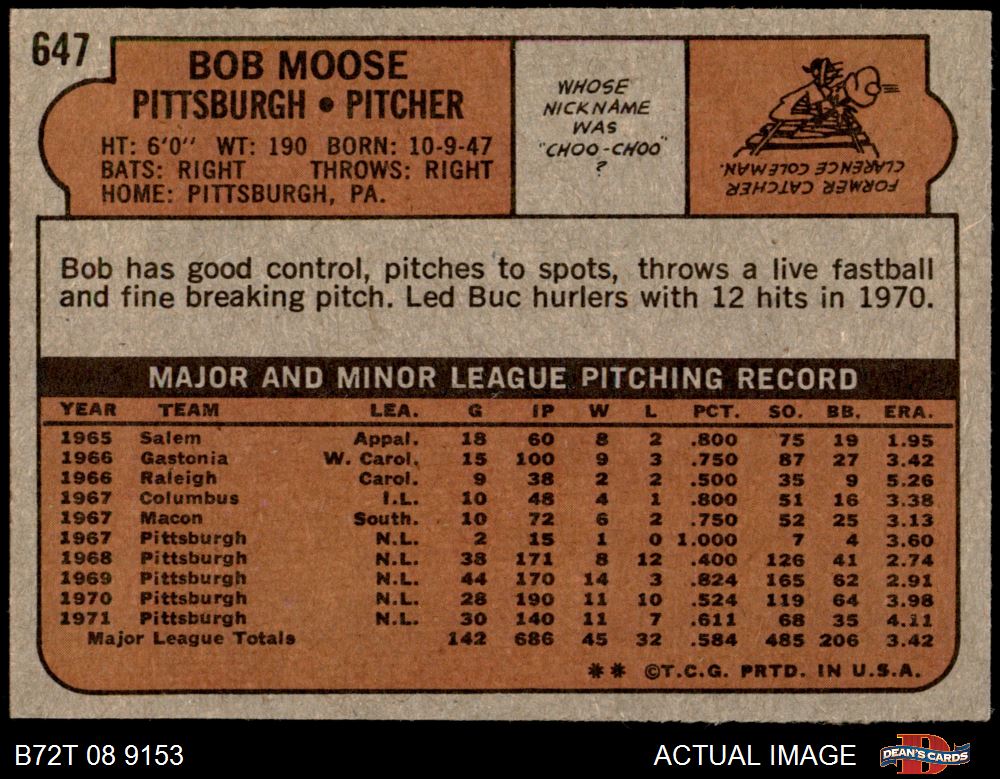 647
BOB MOOSE
PITTSBURGH • PITCHER
HT: 6'0" WT: 190 BORN: 10-9-47
BATS: RIGHT THROWS: RIGHT
HOME: PITTSBURGH, PA.
WHOSE
NICKNAME
WAS
"CHOO-CHOO"
?
FORMER CATCHER
CLARENCE COLEMAN.
Bob has good control, pitches to spots, throws a live fastball
and fine breaking pitch. Led Buc hurlers with 12 hits in 1970.
MAJOR AND MINOR LEAGUE PITCHING RECORD
YEAR TEAM LEA. G IP W L PCT. SO. BB. ERA.
1965 Salem Appal. 18 60 8 2 .800 75 19 1.95
1966 Gastonia W. Carol. 15 100 9 3 .750 87 27 3.42
1966 Raleigh Carol. 9 38 2 2 .500 35 9 5.26
1967 Columbus I.L. 10 48 4 1 .800 51 16 3.38
1967 Macon South. 10 72 6 2 .750 52 25 3.13
1967 Pittsburgh N.L. 2 15 1 0 1.000 7 4 3.60
1968 Pittsburgh N.L. 38 171 8 12 .400 126 41 2.74
1969 Pittsburgh N.L. 44 170 14 3 .824 165 62 2.91
1970 Pittsburgh N.L. 28 190 11 10 .524 119 64 3.98
1971 Pittsburgh N.L. 30 140 11 7 .611 68 35 4.11
Major League Totals 142 686 45 32 .584 485 206 3.42
** ©T.C.G. PRTD. IN U.S.A.
B72T 08 9153 ACTUAL IMAGE DEAN'S CARDS